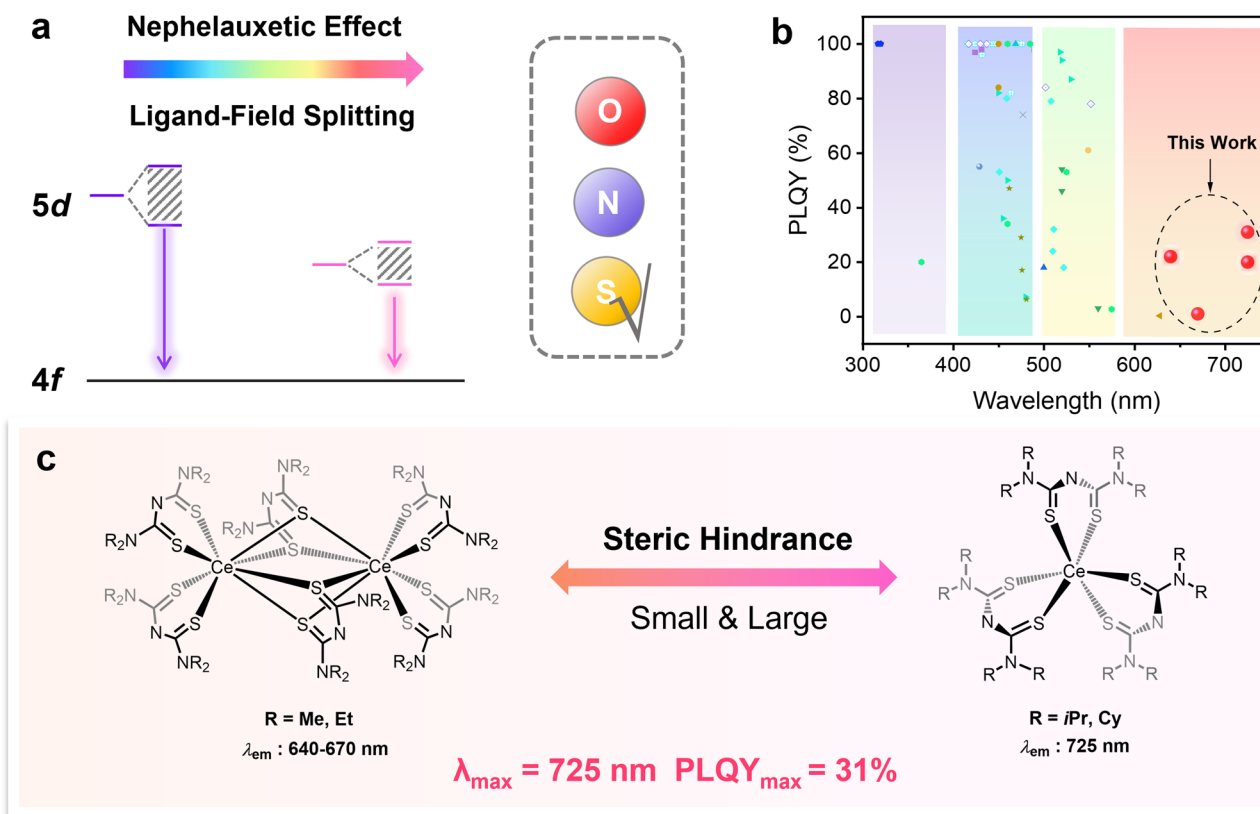 a
Nephelauxetic Effect
Ligand-Field Splitting
5d
4f
O
N
S
b
PLQY (%)
100
80
60
40
20
0
This Work
300 400 500 600 700
Wavelength (nm)
c
NR2 NR2 R2N
N S N S S N
R2N S R2N S S NR2
Ce Ce
R2N S S S NR2 S NR2
N S S N S N
NR2 NR2 R2N
R = Me, Et
λem : 640-670 nm
Steric Hindrance
Small & Large
R R
R N N N R
S S
R Ce R
R N S S N R
N S S N
R N R R N R
R = iPr, Cy
λem : 725 nm
λmax = 725 nm PLQYmax = 31%